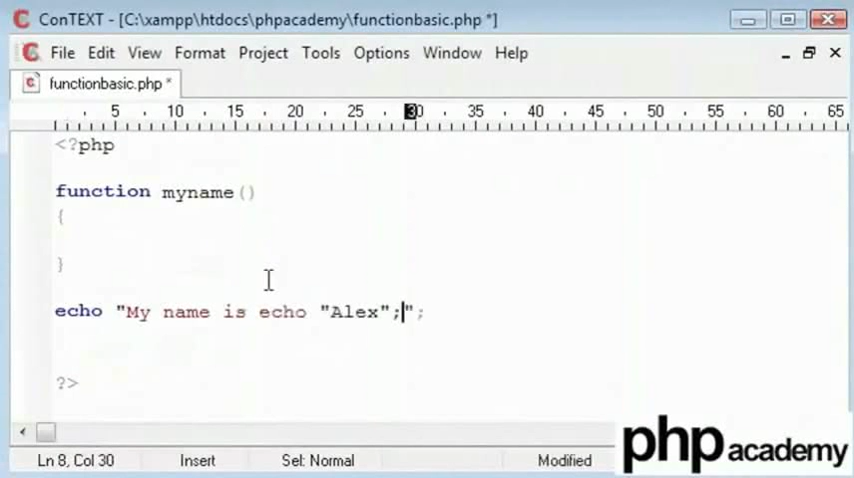 ConTEXT - [C:\xampp\htdocs\phpacademy\functionbasic.php *]
File Edit View Format Project Tools Options Window Help
functionbasic.php *
5 10 15 20 25 30 35 40 45 50 55 60 65
<?php
function myname()
{
}
echo "My name is echo "Alex";";
?>
Ln 8, Col 30 Insert Sel: Normal Modified
php academy